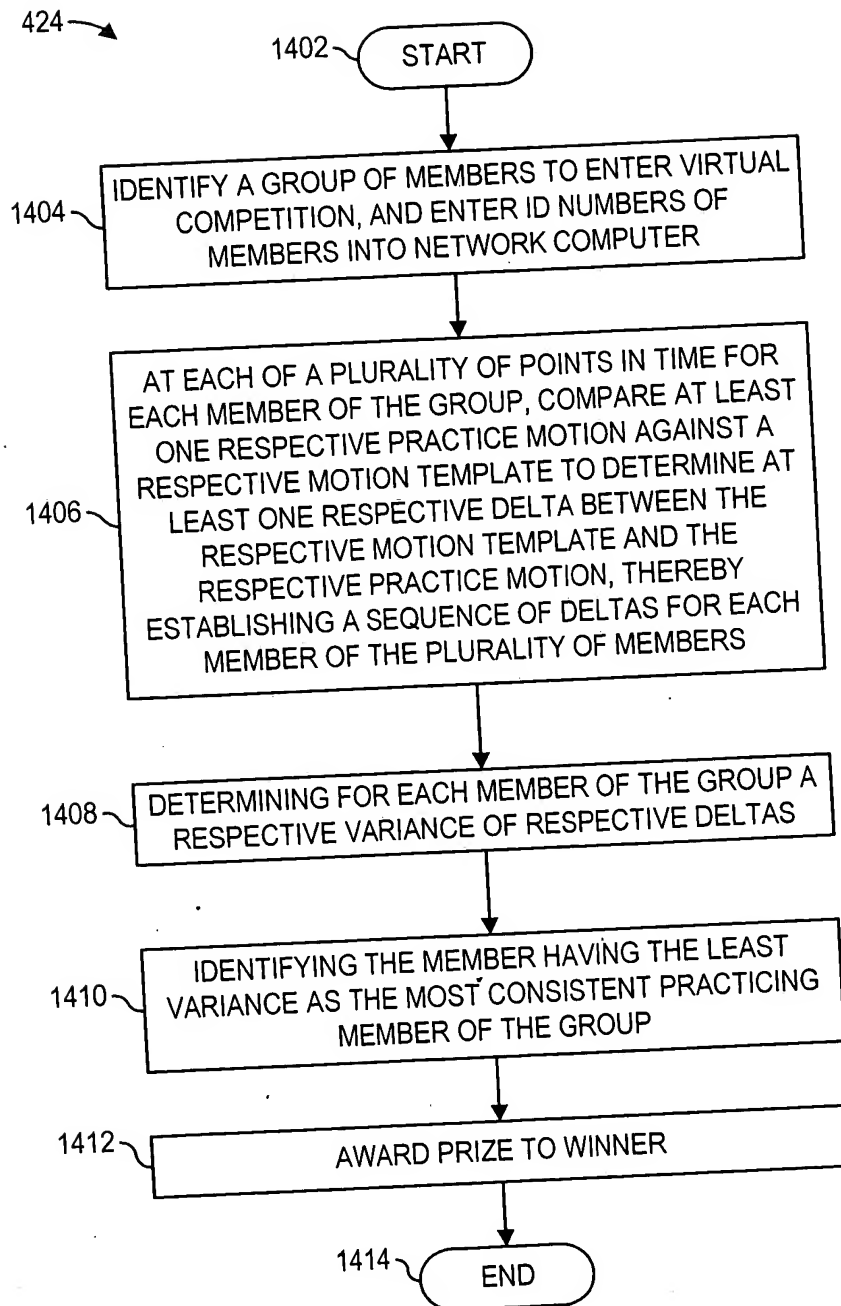 424
1402
START
1404
IDENTIFY A GROUP OF MEMBERS TO ENTER VIRTUAL
COMPETITION, AND ENTER ID NUMBERS OF
MEMBERS INTO NETWORK COMPUTER
1406
AT EACH OF A PLURALITY OF POINTS IN TIME FOR
EACH MEMBER OF THE GROUP, COMPARE AT LEAST
ONE RESPECTIVE PRACTICE MOTION AGAINST A
RESPECTIVE MOTION TEMPLATE TO DETERMINE AT
LEAST ONE RESPECTIVE DELTA BETWEEN THE
RESPECTIVE MOTION TEMPLATE AND THE
RESPECTIVE PRACTICE MOTION, THEREBY
ESTABLISHING A SEQUENCE OF DELTAS FOR EACH
MEMBER OF THE PLURALITY OF MEMBERS
1408
DETERMINING FOR EACH MEMBER OF THE GROUP A
RESPECTIVE VARIANCE OF RESPECTIVE DELTAS
1410
IDENTIFYING THE MEMBER HAVING THE LEAST
VARIANCE AS THE MOST CONSISTENT PRACTICING
MEMBER OF THE GROUP
1412
AWARD PRIZE TO WINNER
1414
END